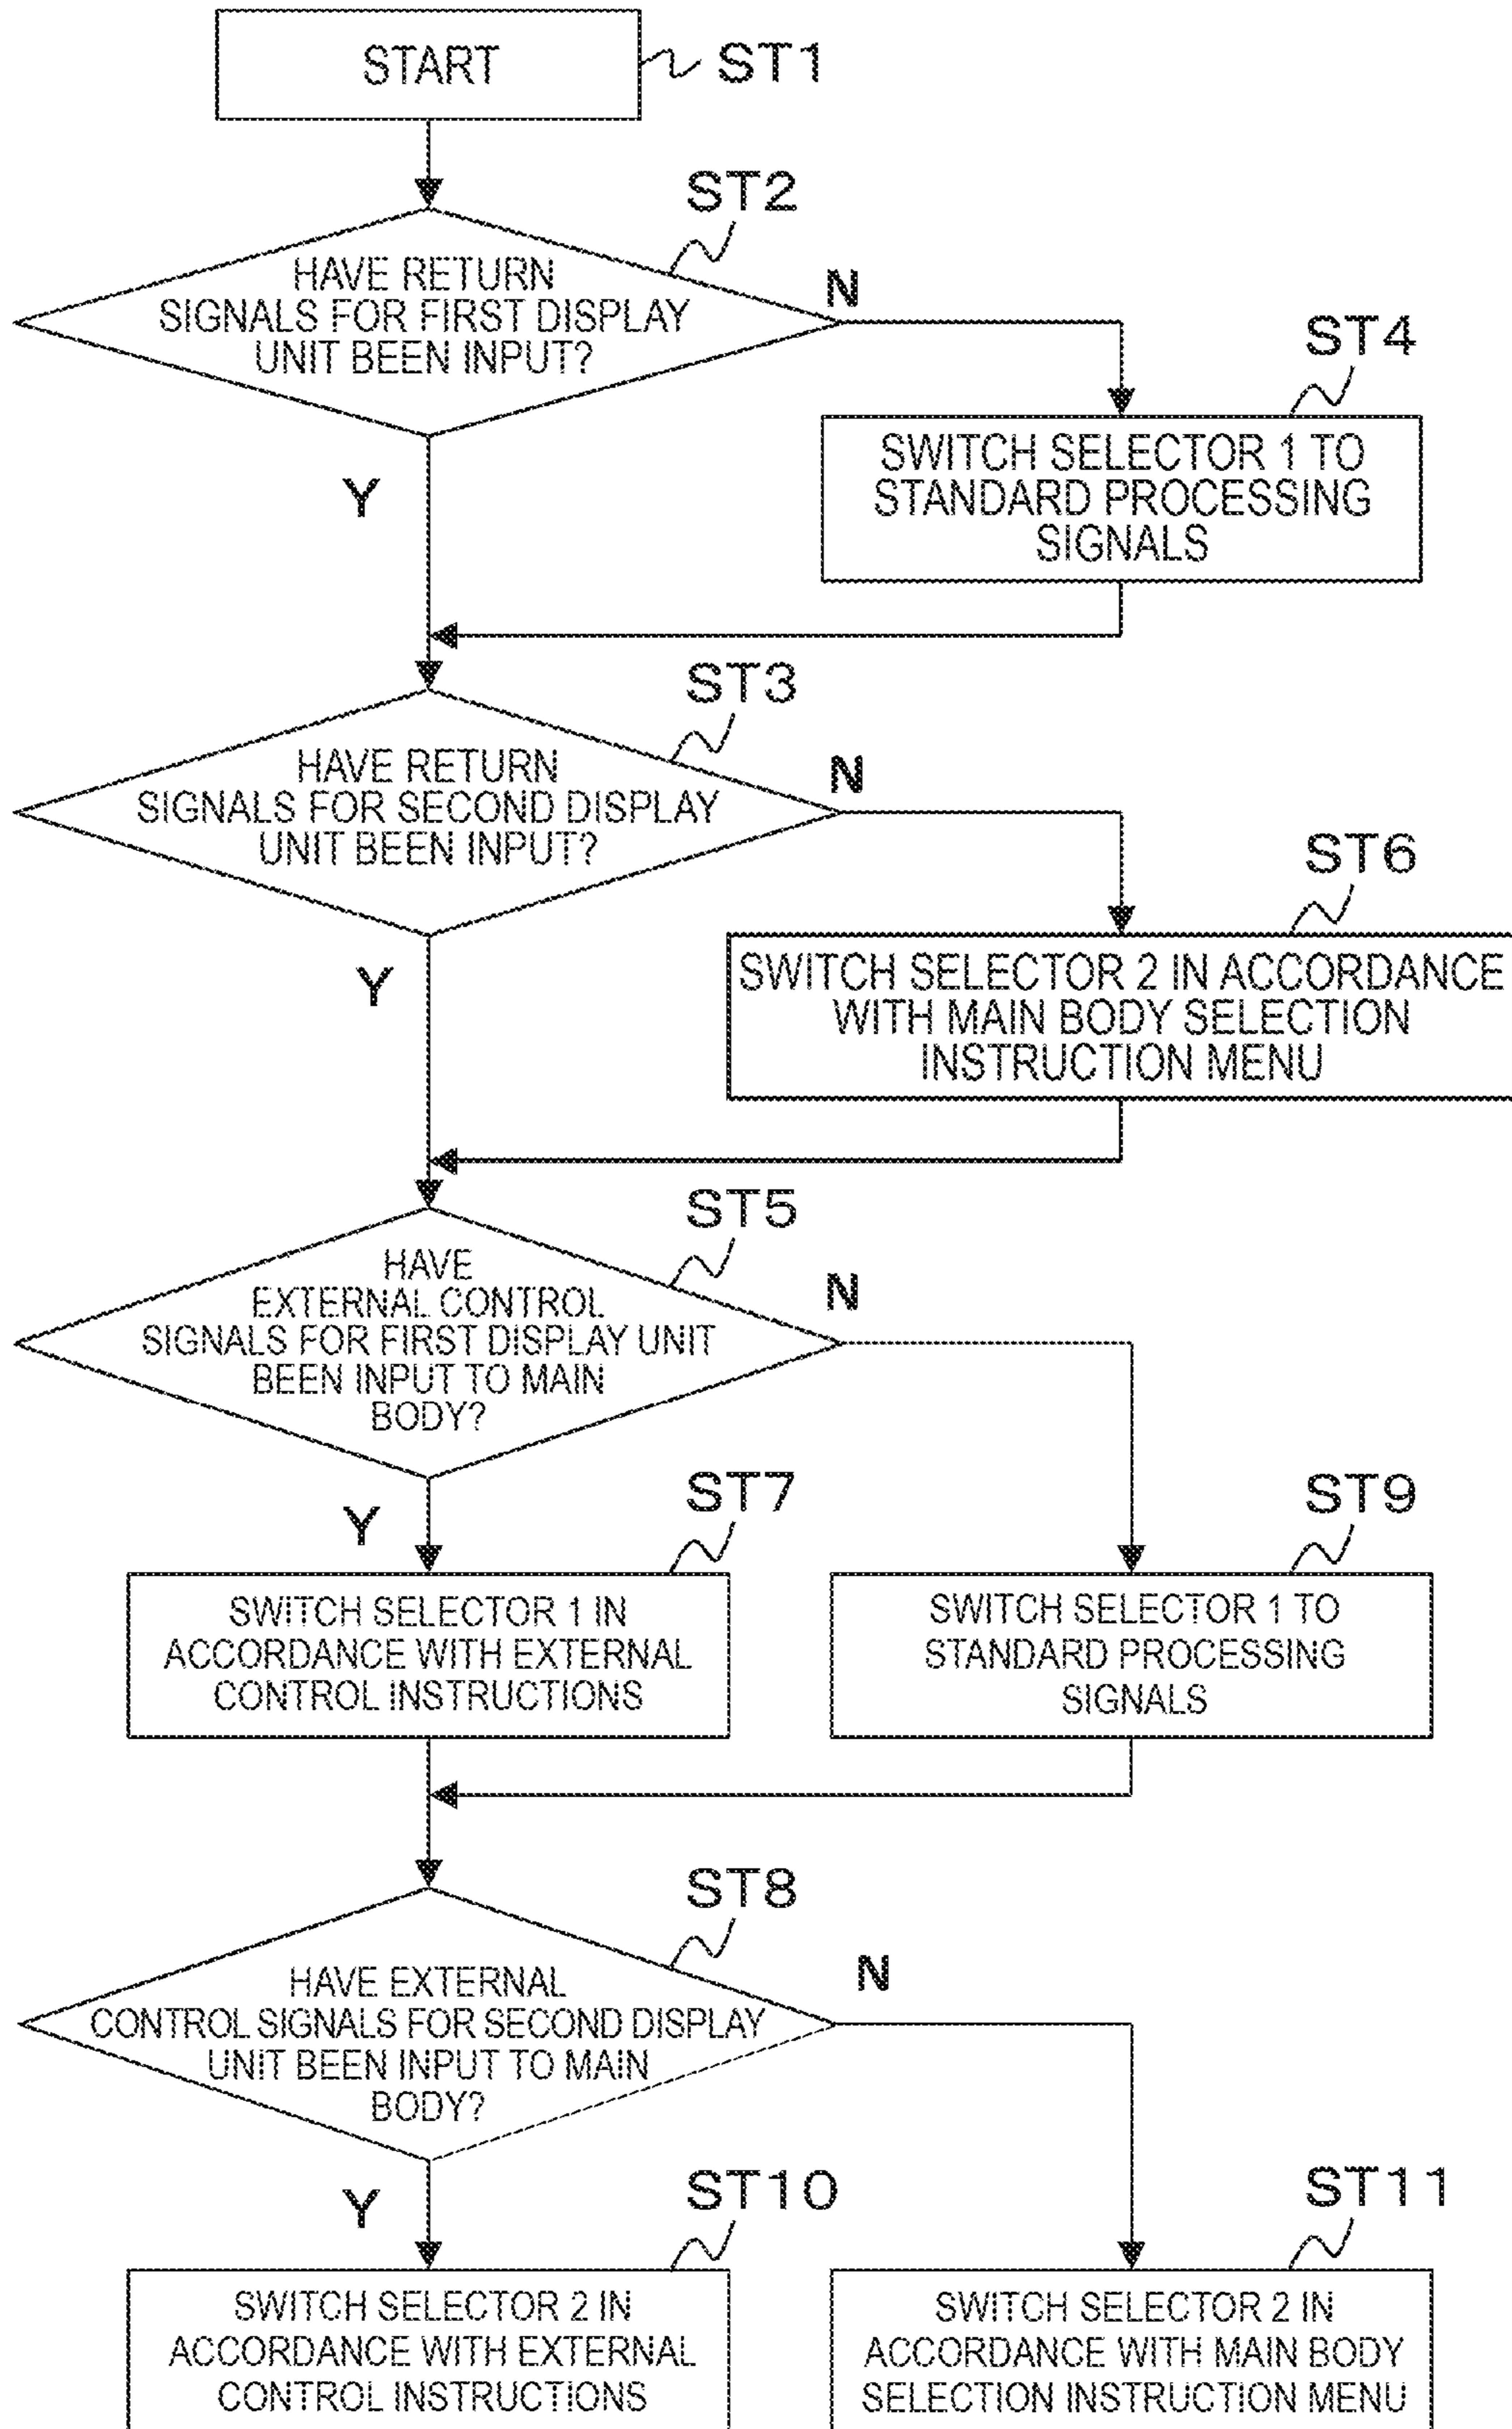 START
ST1
ST2
HAVE RETURN
SIGNALS FOR FIRST DISPLAY
UNIT BEEN INPUT?
N
Y
ST4
SWITCH SELECTOR 1 TO
STANDARD PROCESSING
SIGNALS
ST3
HAVE RETURN
SIGNALS FOR SECOND DISPLAY
UNIT BEEN INPUT?
N
Y
ST6
SWITCH SELECTOR 2 IN ACCORDANCE
WITH MAIN BODY SELECTION
INSTRUCTION MENU
ST5
HAVE
EXTERNAL CONTROL
SIGNALS FOR FIRST DISPLAY UNIT
BEEN INPUT TO MAIN
BODY?
N
Y
ST7
SWITCH SELECTOR 1 IN
ACCORDANCE WITH EXTERNAL
CONTROL INSTRUCTIONS
ST9
SWITCH SELECTOR 1 TO
STANDARD PROCESSING
SIGNALS
ST8
HAVE EXTERNAL
CONTROL SIGNALS FOR SECOND DISPLAY
UNIT BEEN INPUT TO MAIN
BODY?
N
Y
ST10
SWITCH SELECTOR 2 IN
ACCORDANCE WITH EXTERNAL
CONTROL INSTRUCTIONS
ST11
SWITCH SELECTOR 2 IN
ACCORDANCE WITH MAIN BODY
SELECTION INSTRUCTION MENU